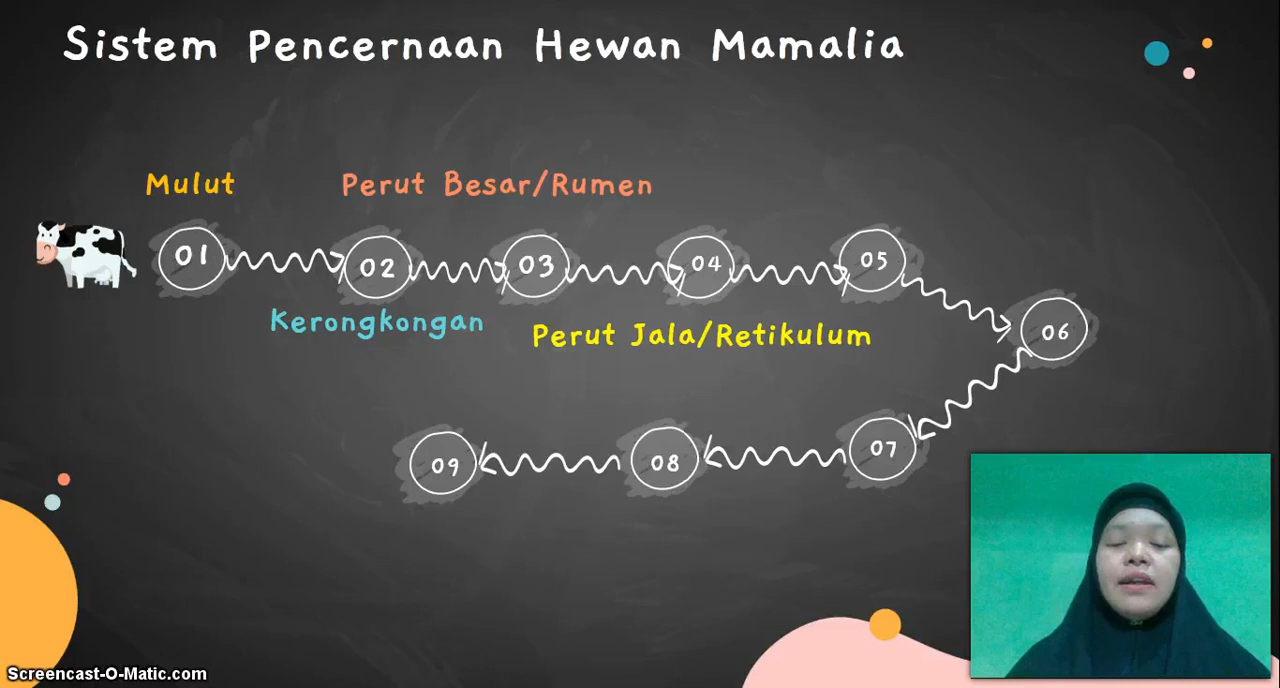 Sistem Pencernaan Hewan Mamalia
Mulut
Perut Besar/Rumen
01
02
03
04
05
06
Kerongkongan
Perut Jala/Retikulum
07
08
09
Screencast-O-Matic.com